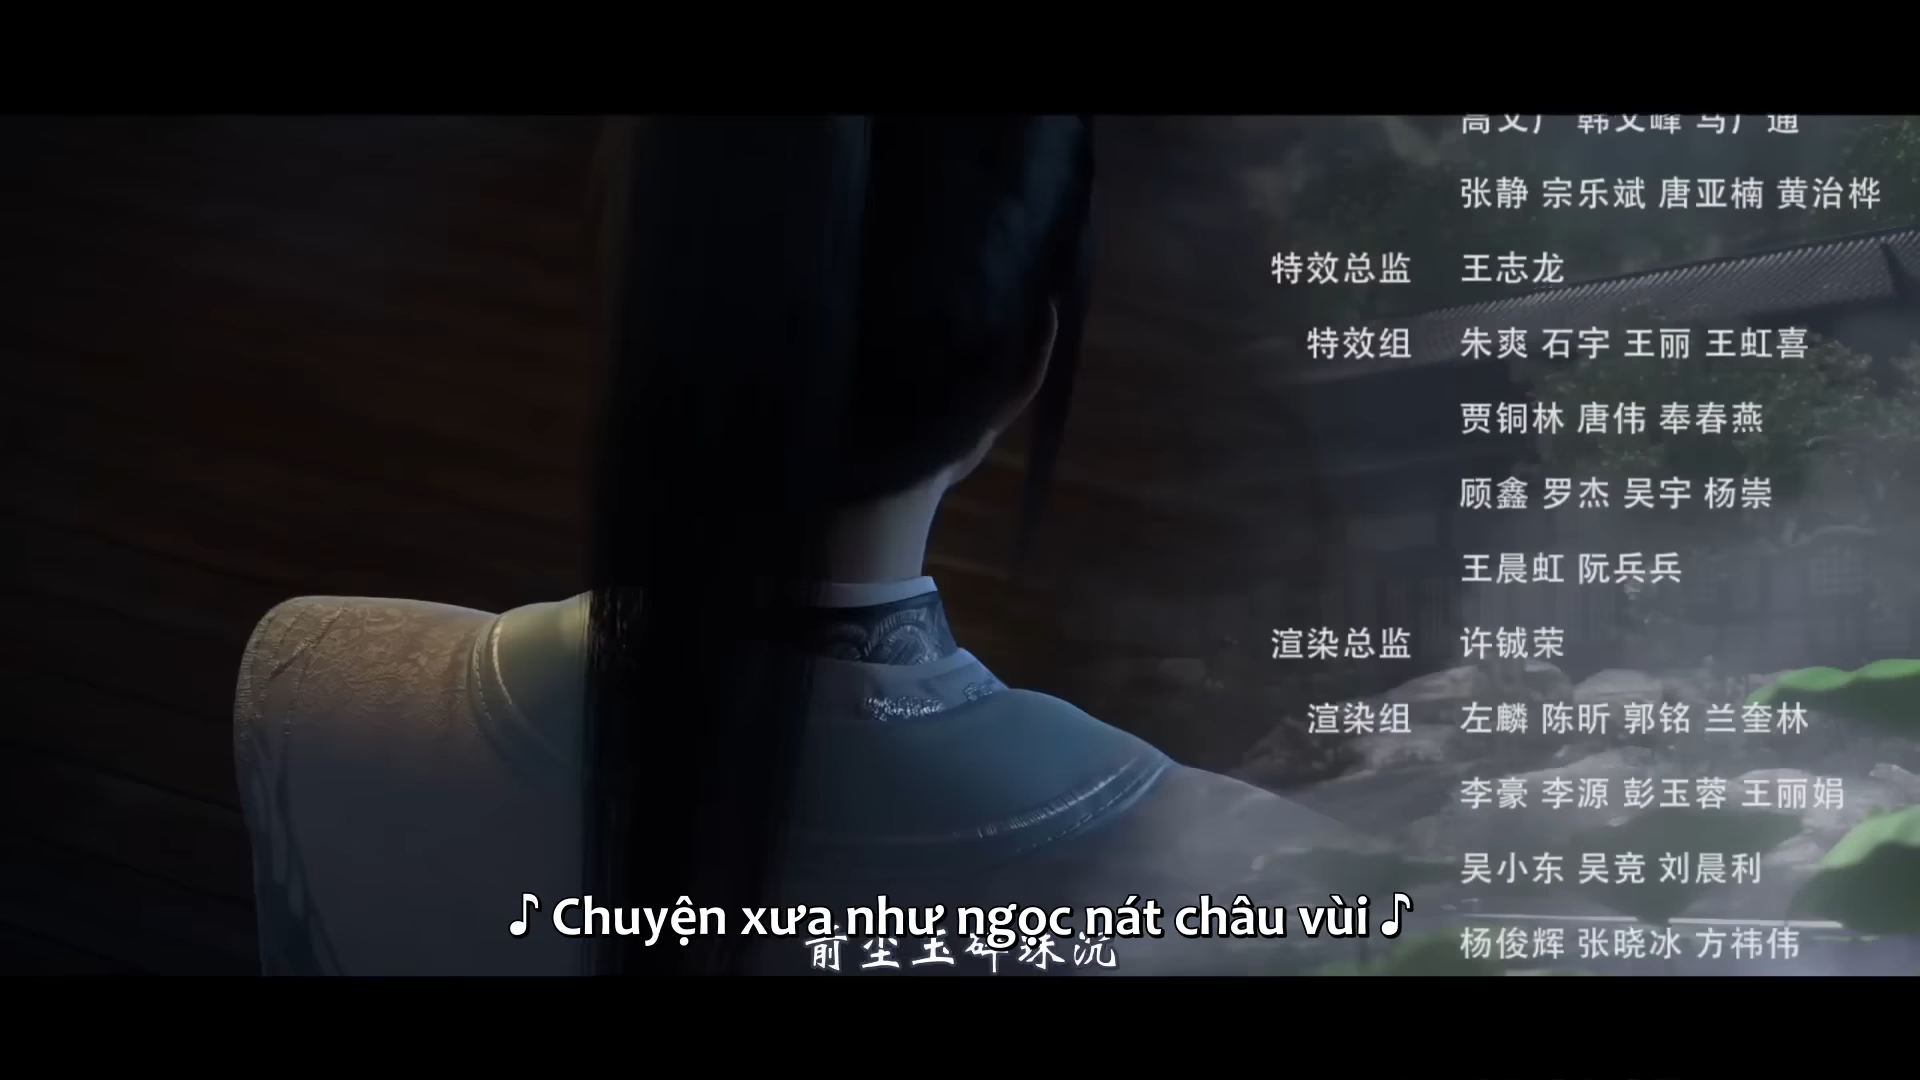 张静 宗乐斌 唐亚楠 黄治桦
特效总监 王志龙
特效组 朱爽 石宇 王丽 王虹喜
贾铜林 唐伟 奉春燕
顾鑫 罗杰 吴宇 杨崇
王晨虹 阮兵兵
渲染总监 许铖荣
渲染组 左麟 陈昕 郭铭 兰奎林
李豪 李源 彭玉蓉 王丽娟
吴小东 吴竞 刘晨利
杨俊辉 张晓冰 方祎伟
♪ Chuyện xưa như ngọc nát châu vùi ♪
前尘玉碎珠沉